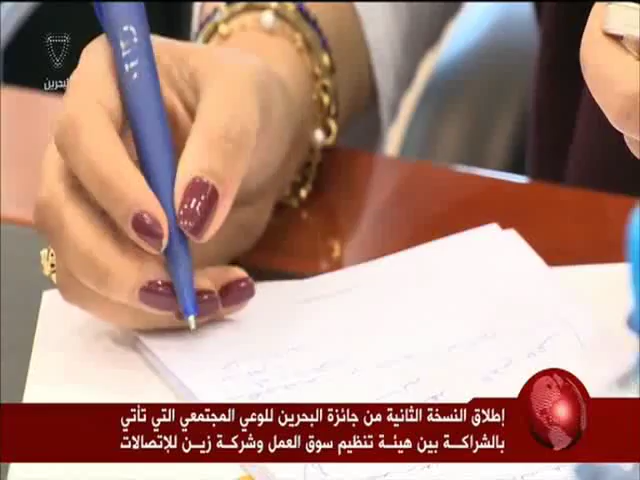 البحرين
إطلاق النسخة الثانية من جائزة البحرين للوعي المجتمعي التي تأتي
بالشراكة بين هيئة تنظيم سوق العمل وشركة زين للإتصالات